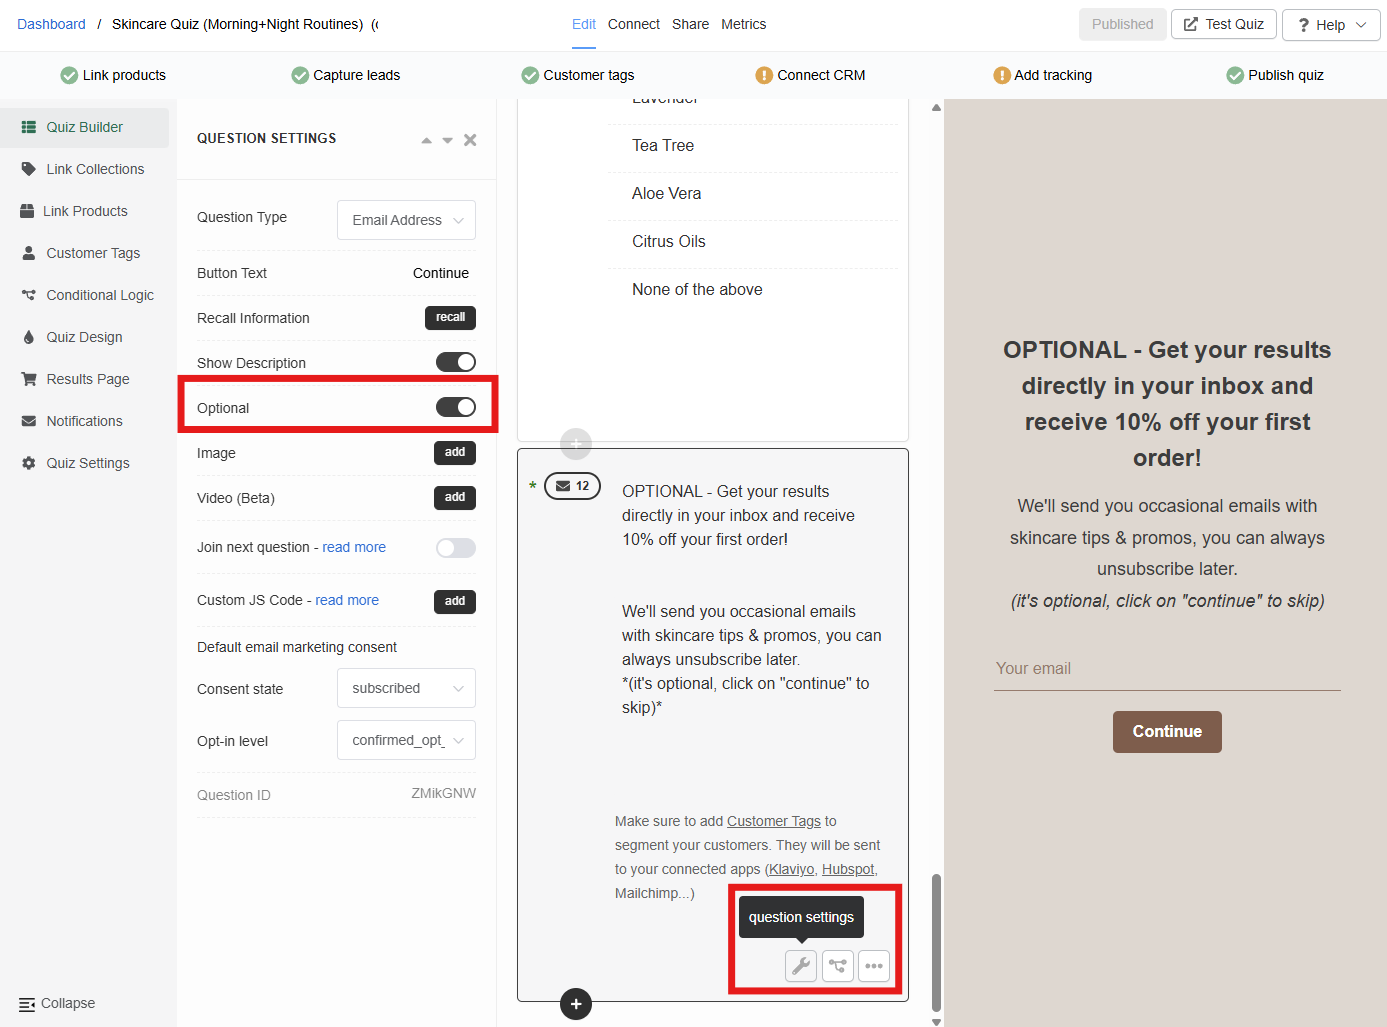 Dashboard / Skincare Quiz (Morning+Night Routines) (c
Edit Connect Share Metrics
Published Test Quiz ? Help
Link products Capture leads Customer tags Connect CRM Add tracking Publish quiz
Quiz Builder
Link Collections
Link Products
Customer Tags
Conditional Logic
Quiz Design
Results Page
Notifications
Quiz Settings
Collapse
QUESTION SETTINGS
Question Type Email Address
Button Text Continue
Recall Information recall
Show Description
Optional
Image add
Video (Beta) add
Join next question - read more
Custom JS Code - read more add
Default email marketing consent
Consent state subscribed
Opt-in level confirmed_opt_
Question ID ZMikGNW
Lavender
Tea Tree
Aloe Vera
Citrus Oils
None of the above
* 12
OPTIONAL - Get your results
directly in your inbox and receive
10% off your first order!
We'll send you occasional emails
with skincare tips & promos, you can
always unsubscribe later.
*(it's optional, click on "continue" to
skip)*
Make sure to add Customer Tags to
segment your customers. They will be sent
to your connected apps (Klaviyo, Hubspot,
Mailchimp...)
question settings
OPTIONAL - Get your results
directly in your inbox and
receive 10% off your first
order!
We'll send you occasional emails with
skincare tips & promos, you can always
unsubscribe later.
(it's optional, click on "continue" to skip)
Your email
Continue